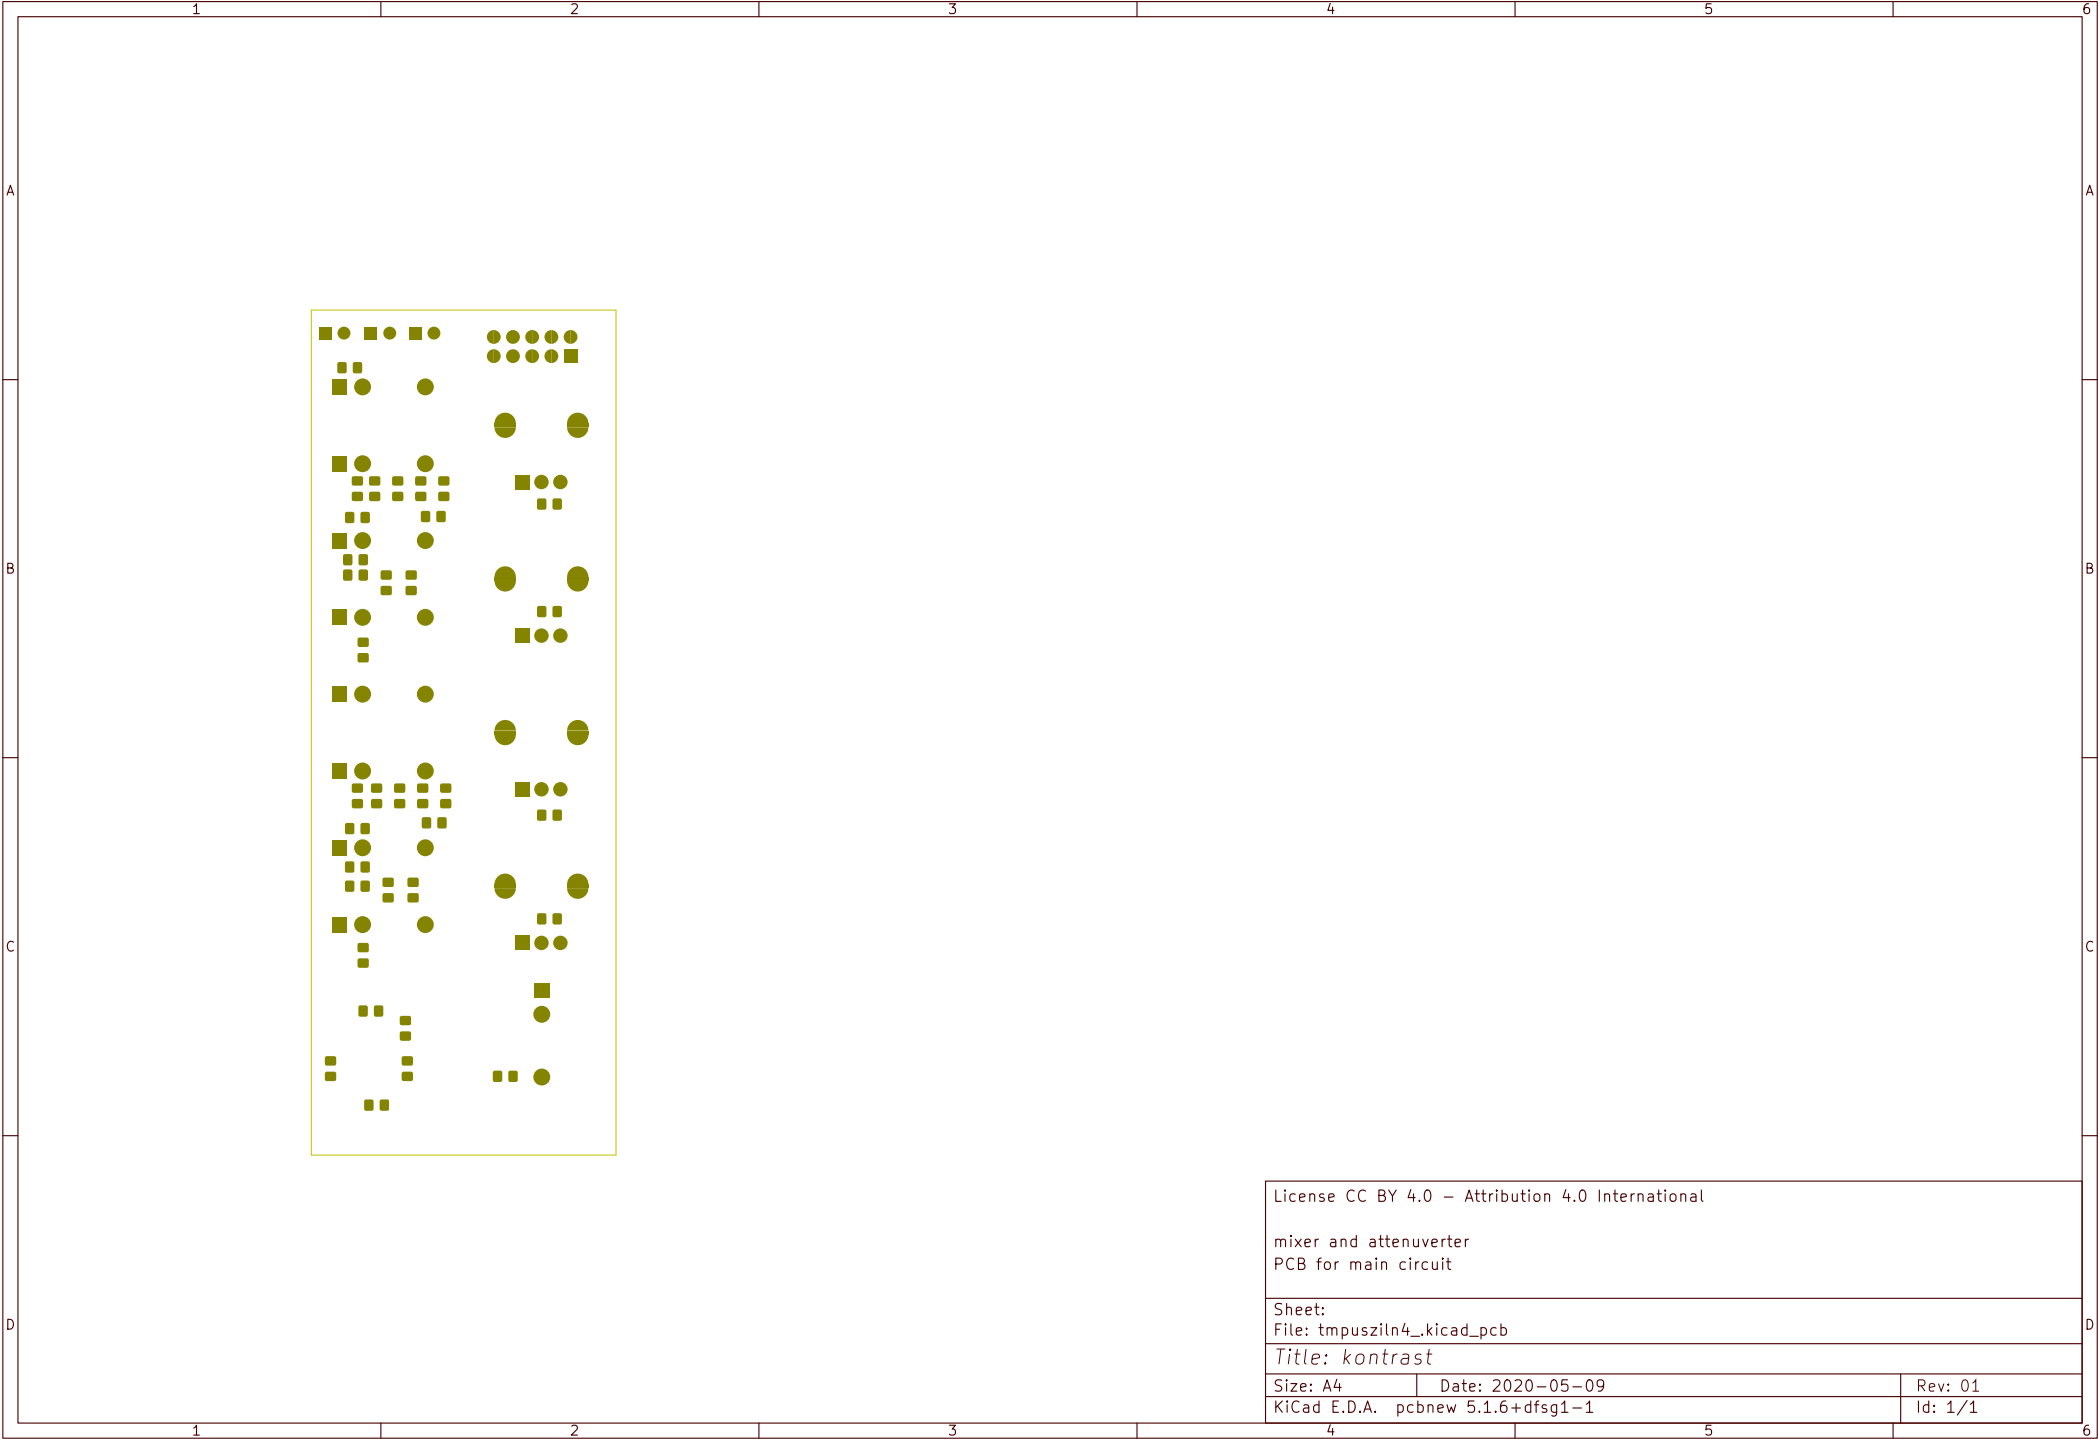 1 2 3 4 5 6
A A
B B
C C
License CC BY 4.0 – Attribution 4.0 International
mixer and attenuverter
PCB for main circuit
Sheet:
File: tmpusziln4_.kicad_pcb
D D
Title: kontrast
Size: A4 Date: 2020-05-09 Rev: 01
KiCad E.D.A. pcbnew 5.1.6+dfsg1-1 Id: 1/1
1 2 3 4 5 6